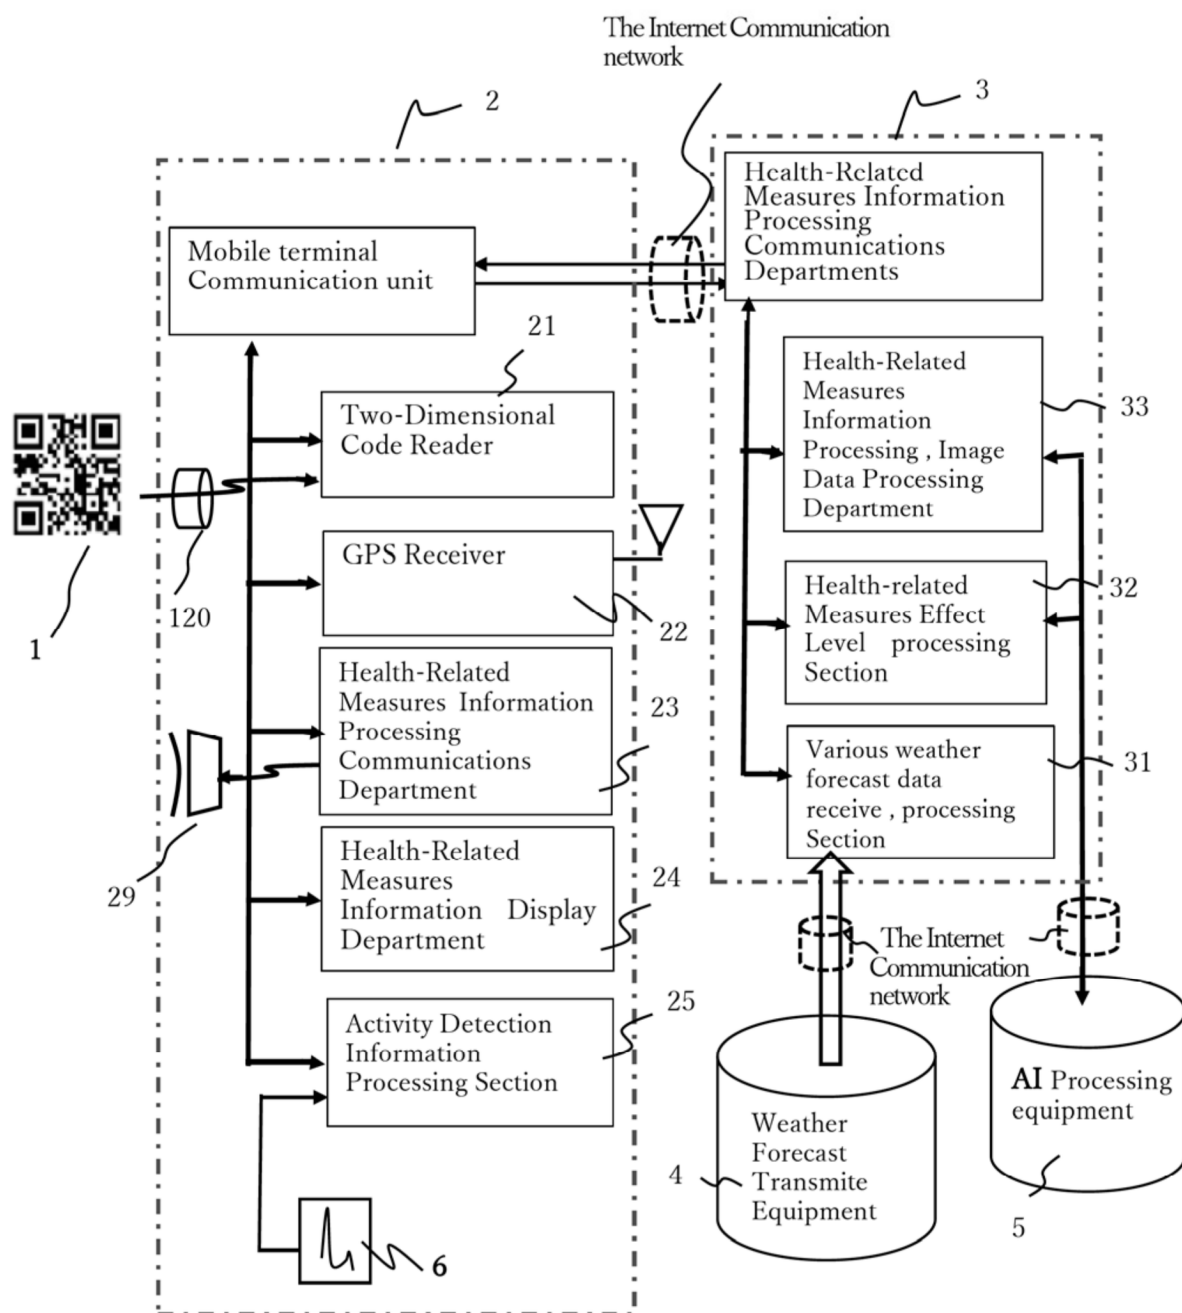 The Internet Communication
network
2
3
Mobile terminal
Communication unit
Health-Related
Measures Information
Processing
Communications
Departments
21
Two-Dimensional
Code Reader
Health-Related
Measures
Information
Processing , Image
Data Processing
Department
33
1
120
GPS Receiver
22
Health-related
Measures Effect
Level processing
Section
32
Health-Related
Measures Information
Processing
Communications
Department
23
29
Various weather
forecast data
receive , processing
Section
31
Health-Related
Measures
Information Display
Department
24
The Internet
Communication
network
Activity Detection
Information
Processing Section
25
6
Weather
Forecast
Transmite
Equipment
4
AI Processing
equipment
5